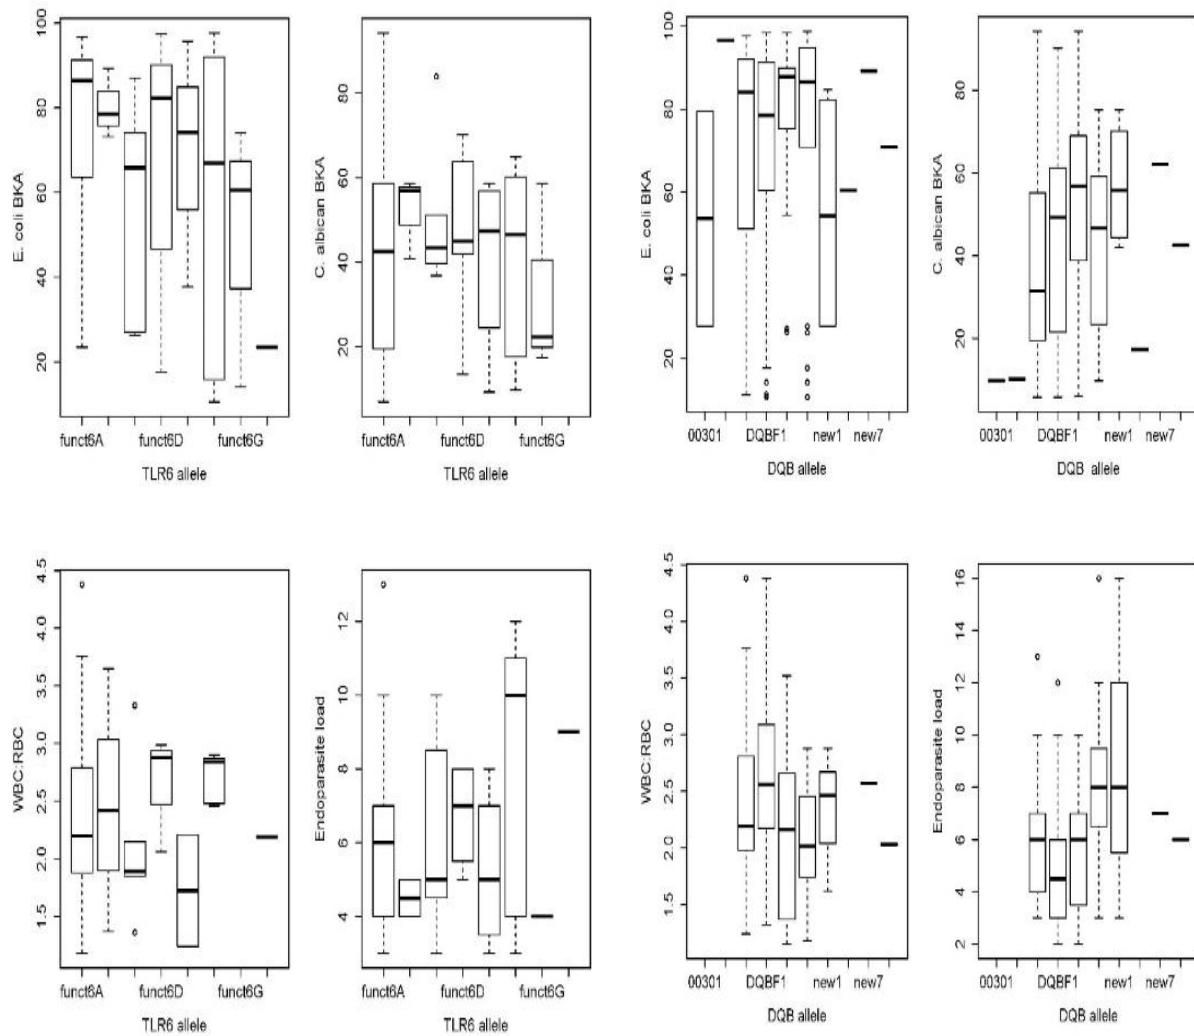 E. coli BKA
100
80
60
40
20
funct6A funct6D funct6G
TLR6 allele
C. albican BKA
80
60
40
20
funct6A funct6D funct6G
TLR6 allele
E. coli BKA
100
80
60
40
20
00301 DQBF1 new1 new7
DQB allele
C. albican BKA
80
60
40
20
00301 DQBF1 new1 new7
DQB allele
WBC:RBC
4.5
4.0
3.5
3.0
2.5
2.0
1.5
funct6A funct6D funct6G
TLR6 allele
Endoparasite load
12
10
8
6
4
funct6A funct6D funct6G
TLR6 allele
WBC:RBC
4.5
4.0
3.5
3.0
2.5
2.0
1.5
00301 DQBF1 new1 new7
DQB allele
Endoparasite load
16
14
12
10
8
6
4
2
00301 DQBF1 new1 new7
DQB allele